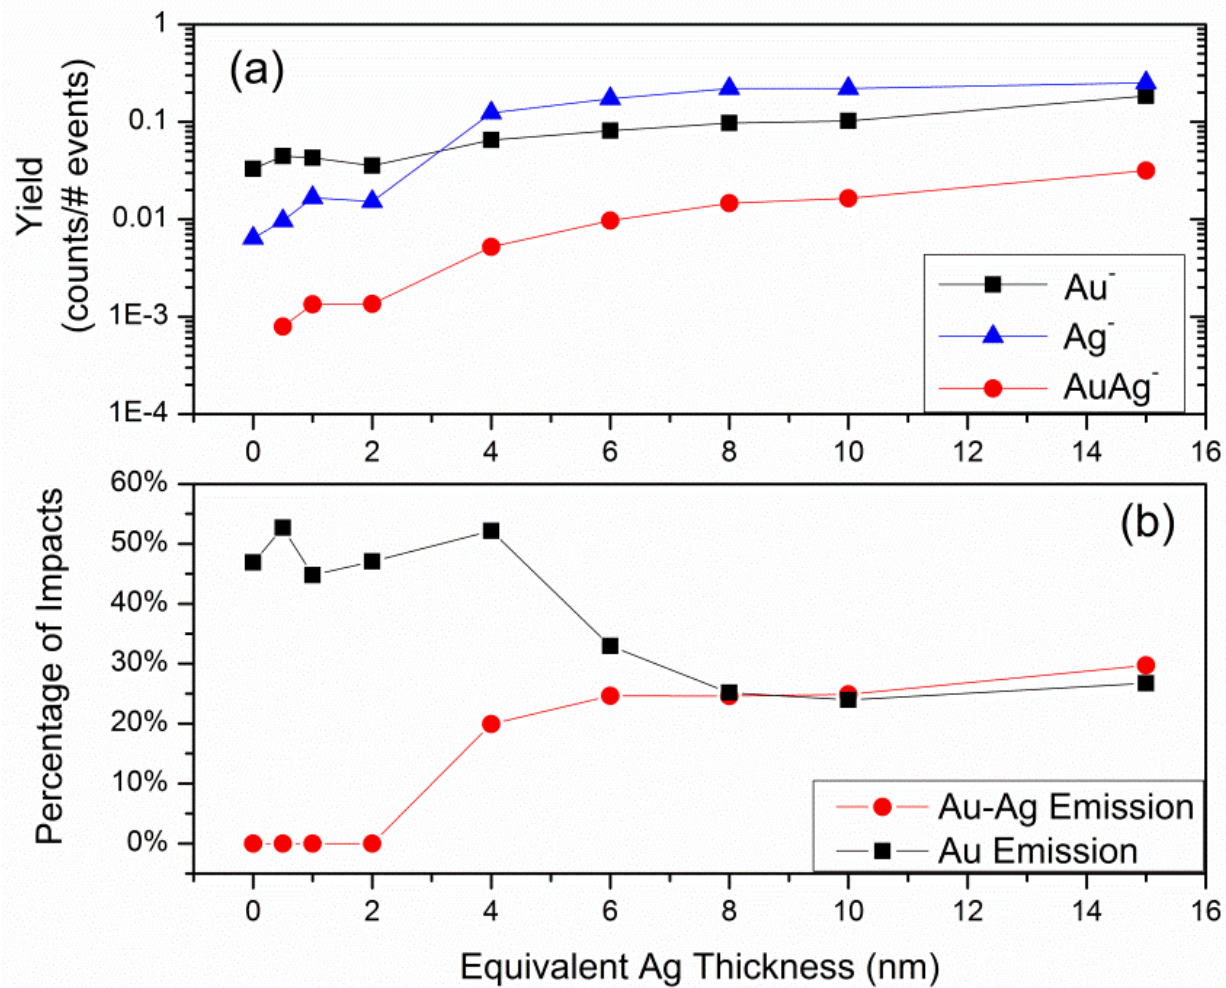 (a)
1
0.1
0.01
1E-3
1E-4
Yield
(counts/# events)
Au⁻
Ag⁻
AuAg⁻
0 2 4 6 8 10 12 14 16
(b)
60%
50%
40%
30%
20%
10%
0%
Percentage of Impacts
Au-Ag Emission
Au Emission
0 2 4 6 8 10 12 14 16
Equivalent Ag Thickness (nm)